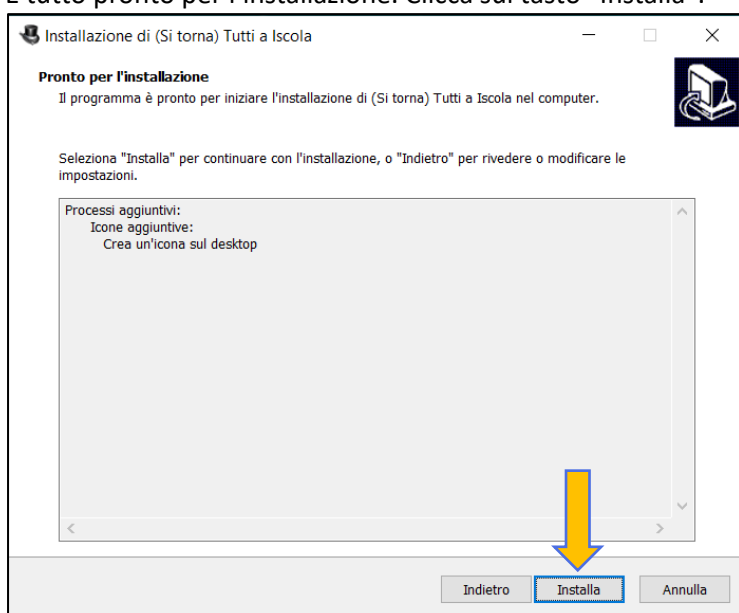 È tutto pronto per l'installazione. Clicca sul tasto "Installa".
Installazione di (Si torna) Tutti a Iscola
Pronto per l'installazione
Il programma è pronto per iniziare l'installazione di (Si torna) Tutti a Iscola nel computer.
Seleziona "Installa" per continuare con l'installazione, o "Indietro" per rivedere o modificare le
impostazioni.
Processi aggiuntivi:
Icone aggiuntive:
Crea un'icona sul desktop
Indietro Installa Annulla